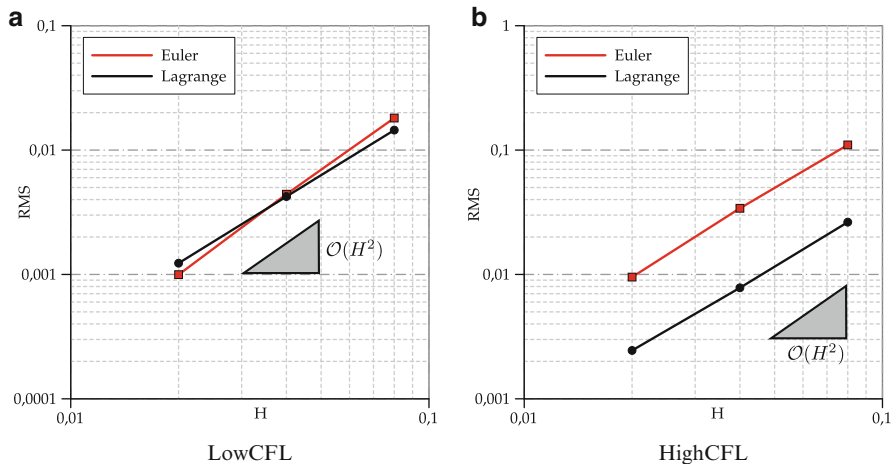 a
0,1
Euler
Lagrange
0,01
RMS
0,001
O(H²)
0,0001
0,01
H
0,1
LowCFL
b
1
Euler
Lagrange
0,1
RMS
0,01
O(H²)
0,001
0,01
H
0,1
HighCFL